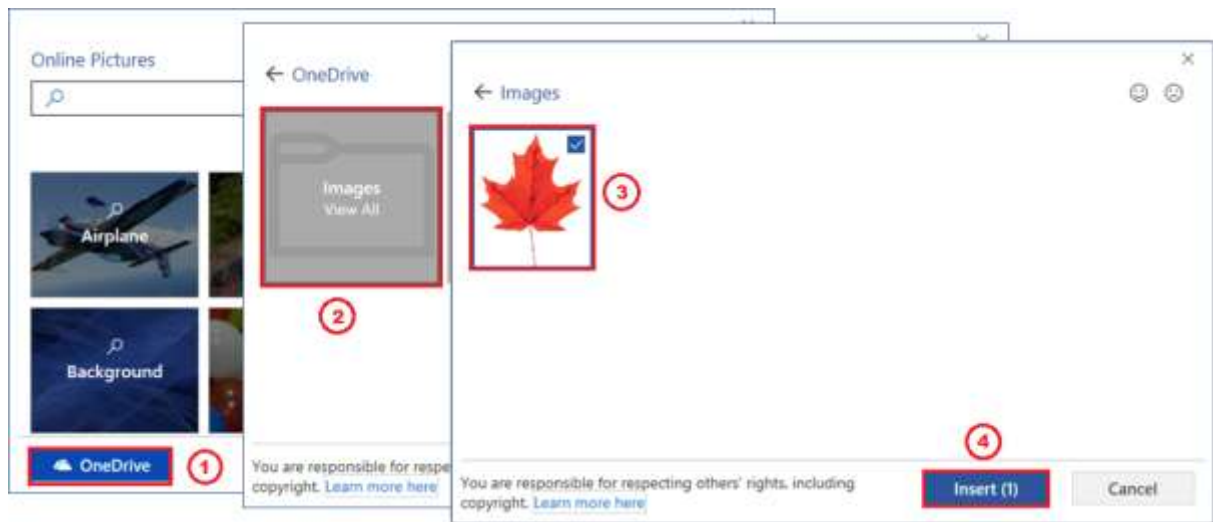 Online Pictures
Airplane
Background
OneDrive
1
← OneDrive
Images
View All
2
You are responsible for respe
copyright. Learn more here
← Images
3
4
You are responsible for respecting others' rights, including
copyright. Learn more here
Insert (1)
Cancel